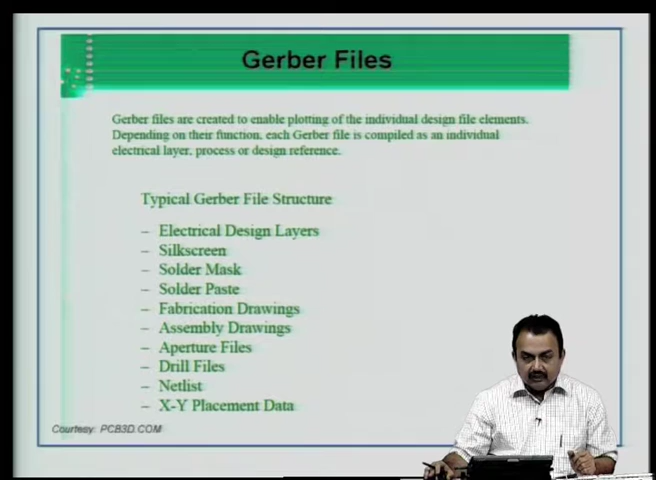 Gerber Files
Gerber files are created to enable plotting of the individual design file elements.
Depending on their function, each Gerber file is compiled as an individual
electrical layer, process or design reference.
Typical Gerber File Structure
– Electrical Design Layers
– Silkscreen
– Solder Mask
– Solder Paste
– Fabrication Drawings
– Assembly Drawings
– Aperture Files
– Drill Files
– Netlist
– X-Y Placement Data
Courtesy: PCB3D.COM